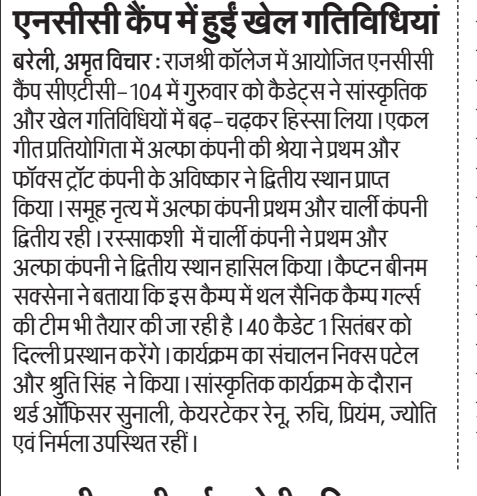 एनसीसी कैंप में हुईं खेल गतिविधियां
बरेली, अमृत विचार : राजश्री कॉलेज में आयोजित एनसीसी
कैंप सीएटीसी-104 में गुरुवार को कैडेट्स ने सांस्कृतिक
और खेल गतिविधियों में बढ़-चढ़कर हिस्सा लिया। एकल
गीत प्रतियोगिता में अल्फा कंपनी की श्रेया ने प्रथम और
फॉक्स ट्रॉट कंपनी के अविष्कार ने द्वितीय स्थान प्राप्त
किया। समूह नृत्य में अल्फा कंपनी प्रथम और चार्ली कंपनी
द्वितीय रही। रस्साकशी में चार्ली कंपनी ने प्रथम और
अल्फा कंपनी ने द्वितीय स्थान हासिल किया। कैप्टन बीनम
सक्सेना ने बताया कि इस कैम्प में थल सैनिक कैम्प गर्ल्स
की टीम भी तैयार की जा रही है। 40 कैडेट 1 सितंबर को
दिल्ली प्रस्थान करेंगे। कार्यक्रम का संचालन निक्स पटेल
और श्रुति सिंह ने किया। सांस्कृतिक कार्यक्रम के दौरान
थर्ड ऑफिसर सुनाली, केयरटेकर रेनू, रुचि, प्रियंम, ज्योति
एवं निर्मला उपस्थित रहीं।